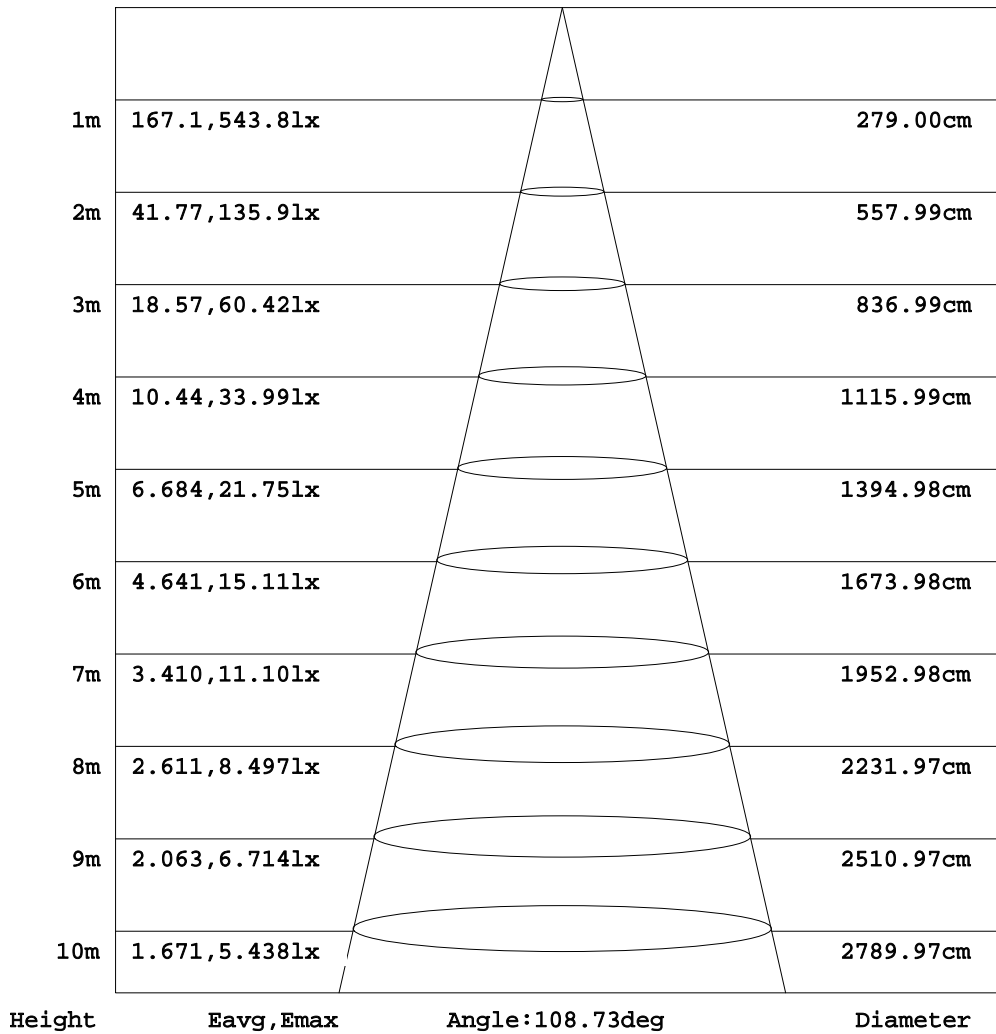 1m 167.1,543.8lx 279.00cm
2m 41.77,135.9lx 557.99cm
3m 18.57,60.42lx 836.99cm
4m 10.44,33.99lx 1115.99cm
5m 6.684,21.75lx 1394.98cm
6m 4.641,15.11lx 1673.98cm
7m 3.410,11.10lx 1952.98cm
8m 2.611,8.497lx 2231.97cm
9m 2.063,6.714lx 2510.97cm
10m 1.671,5.438lx 2789.97cm
Height Eavg,Emax Angle:108.73deg Diameter